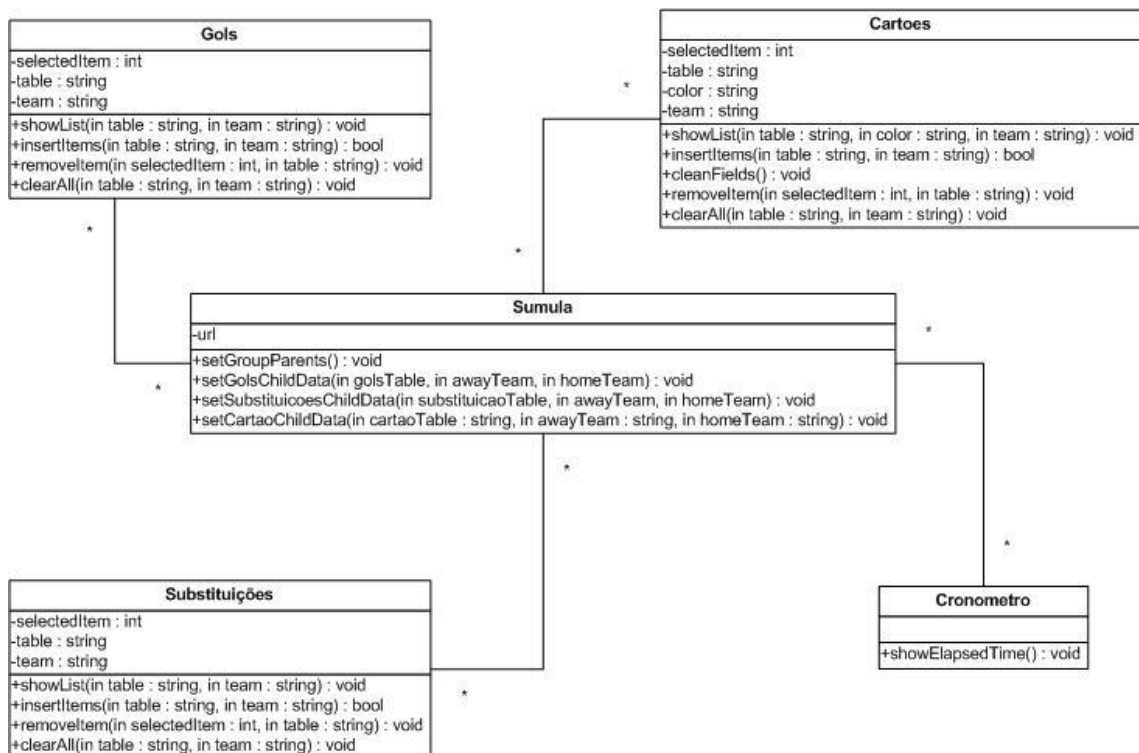 Gols
-selectedItem : int
-table : string
-team : string
+showList(in table : string, in team : string) : void
+insertItems(in table : string, in team : string) : bool
+removeItem(in selectedItem : int, in table : string) : void
+clearAll(in table : string, in team : string) : void
*
Cartoes
-selectedItem : int
-table : string
-color : string
-team : string
+showList(in table : string, in color : string, in team : string) : void
+insertItems(in table : string, in team : string) : bool
+cleanFields() : void
+removeItem(in selectedItem : int, in table : string) : void
+clearAll(in table : string, in team : string) : void
*
*
Sumula
-url
+setGroupParents() : void
+setGolsChildData(in golsTable, in awayTeam, in homeTeam) : void
+setSubstituicoesChildData(in substituicaoTable, in awayTeam, in homeTeam) : void
+setCartaoChildData(in cartaoTable : string, in awayTeam : string, in homeTeam : string) : void
*
*
*
*
Substituições
-selectedItem : int
-table : string
-team : string
+showList(in table : string, in team : string) : void
+insertItems(in table : string, in team : string) : bool
+removeItem(in selectedItem : int, in table : string) : void
+clearAll(in table : string, in team : string) : void
*
Cronometro
+showElapsedTime() : void